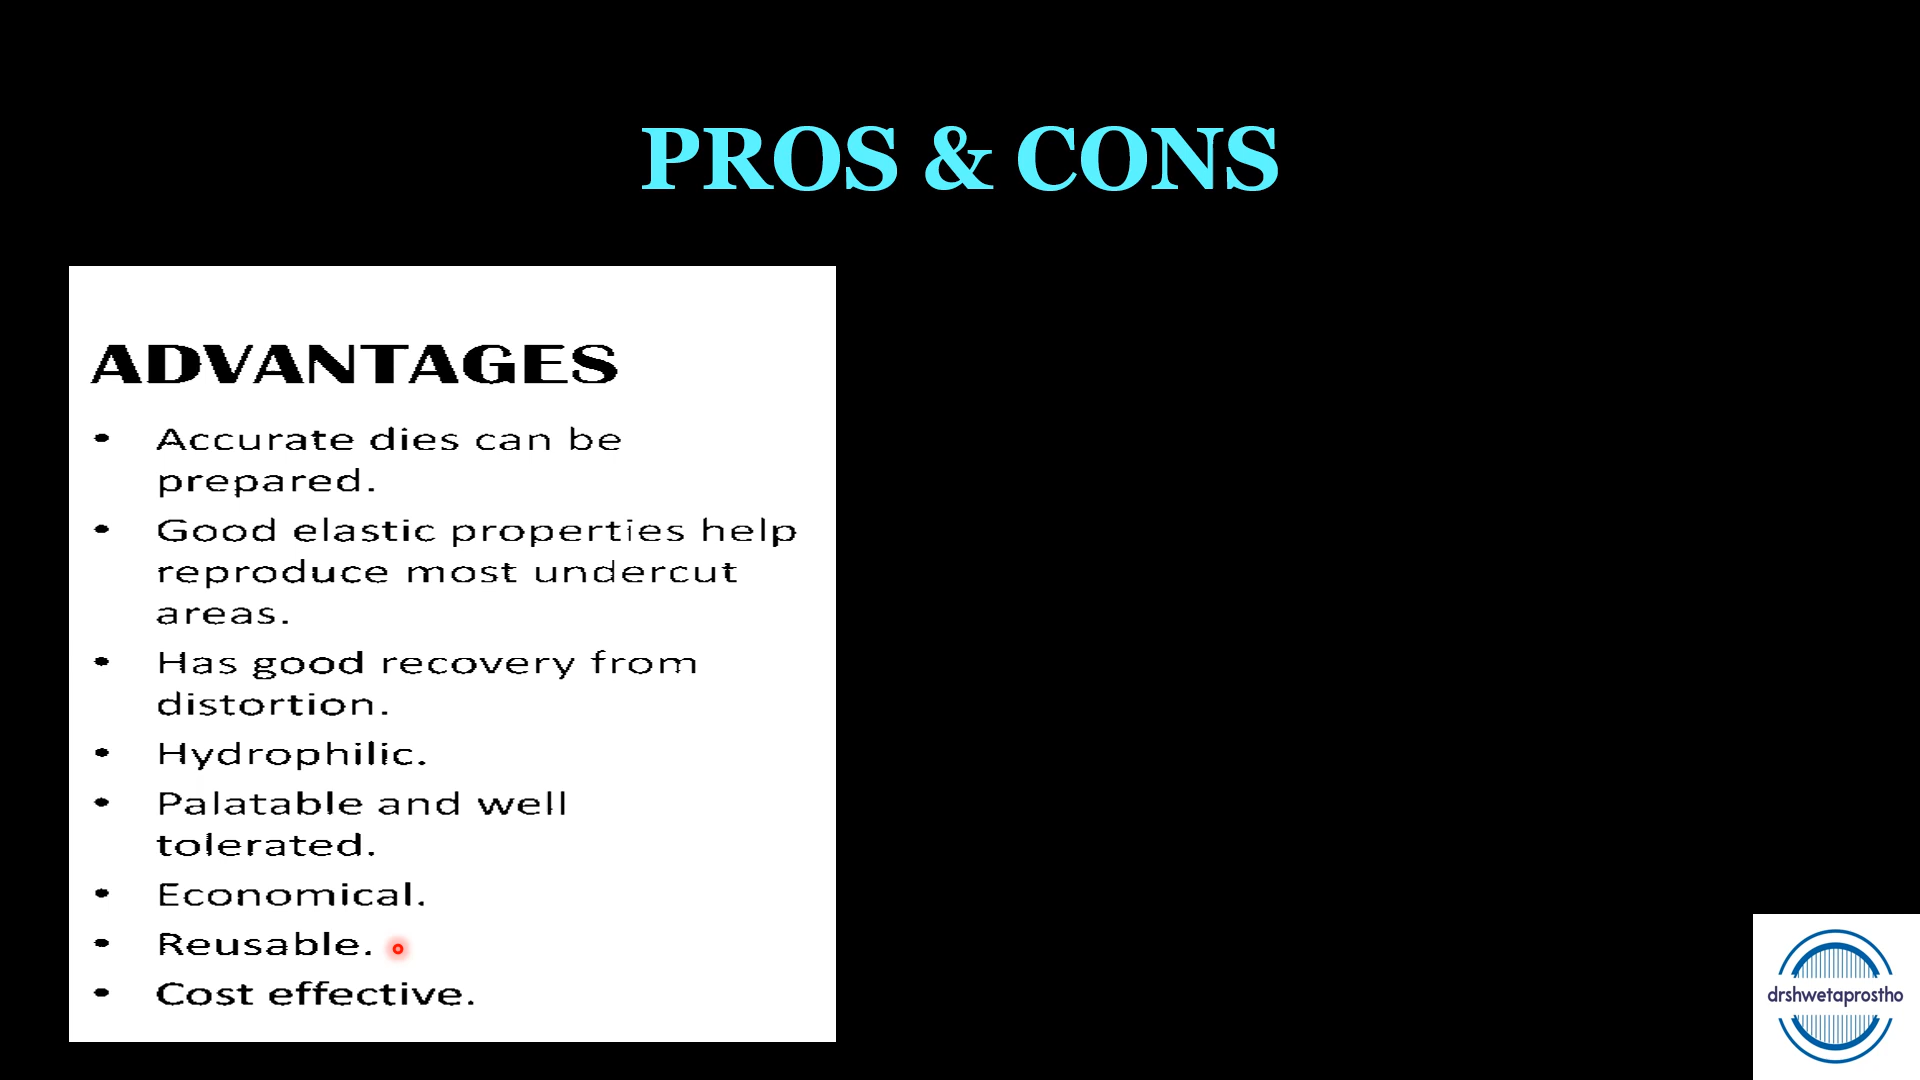 PROS & CONS
ADVANTAGES
• Accurate dies can be
prepared.
• Good elastic properties help
reproduce most undercut
areas.
• Has good recovery from
distortion.
• Hydrophilic.
• Palatable and well
tolerated.
• Economical.
• Reusable.
• Cost effective.
drshwetaprostho